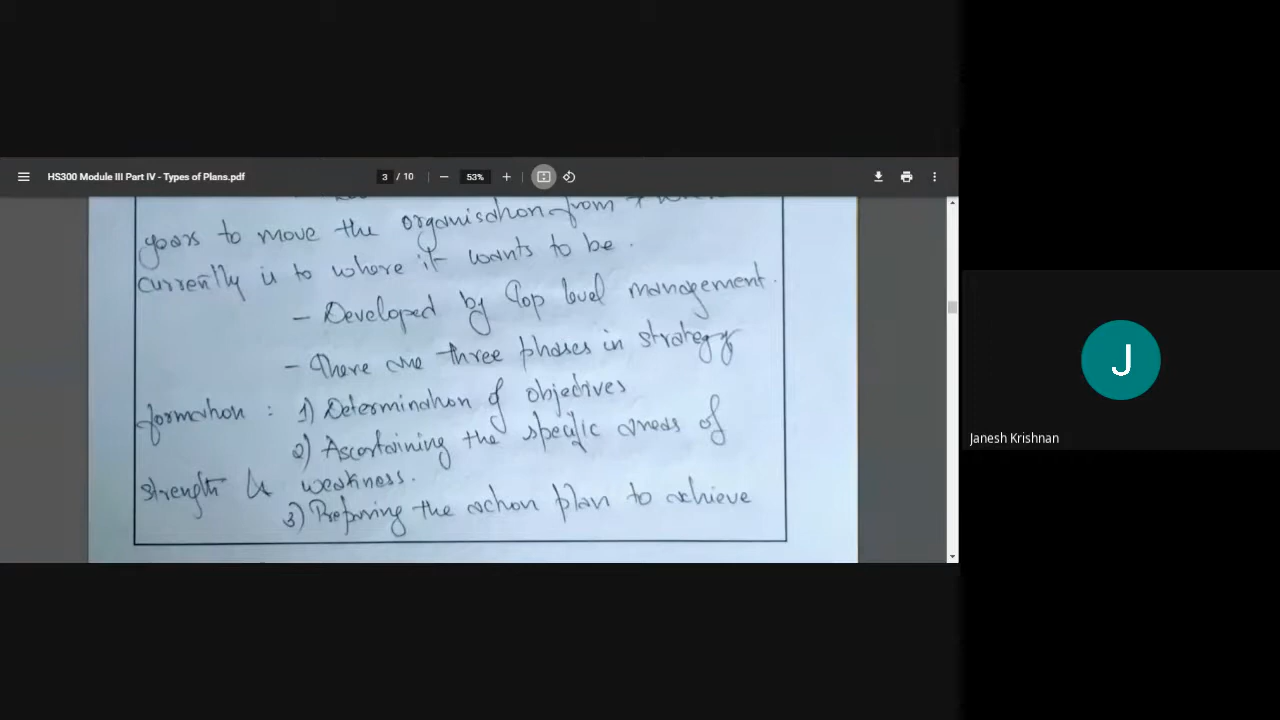 HS300 Module III Part IV - Types of Plans.pdf
3 / 10
53%
goals to move the organisation from
currently is to where it wants to be.
- Developed by Top level management.
- There are three phases in strategy
formation : 1) Determination of objectives
2) Ascertaining the specific areas of
strength & weakness.
3) Preparing the action plan to achieve
J
Janesh Krishnan